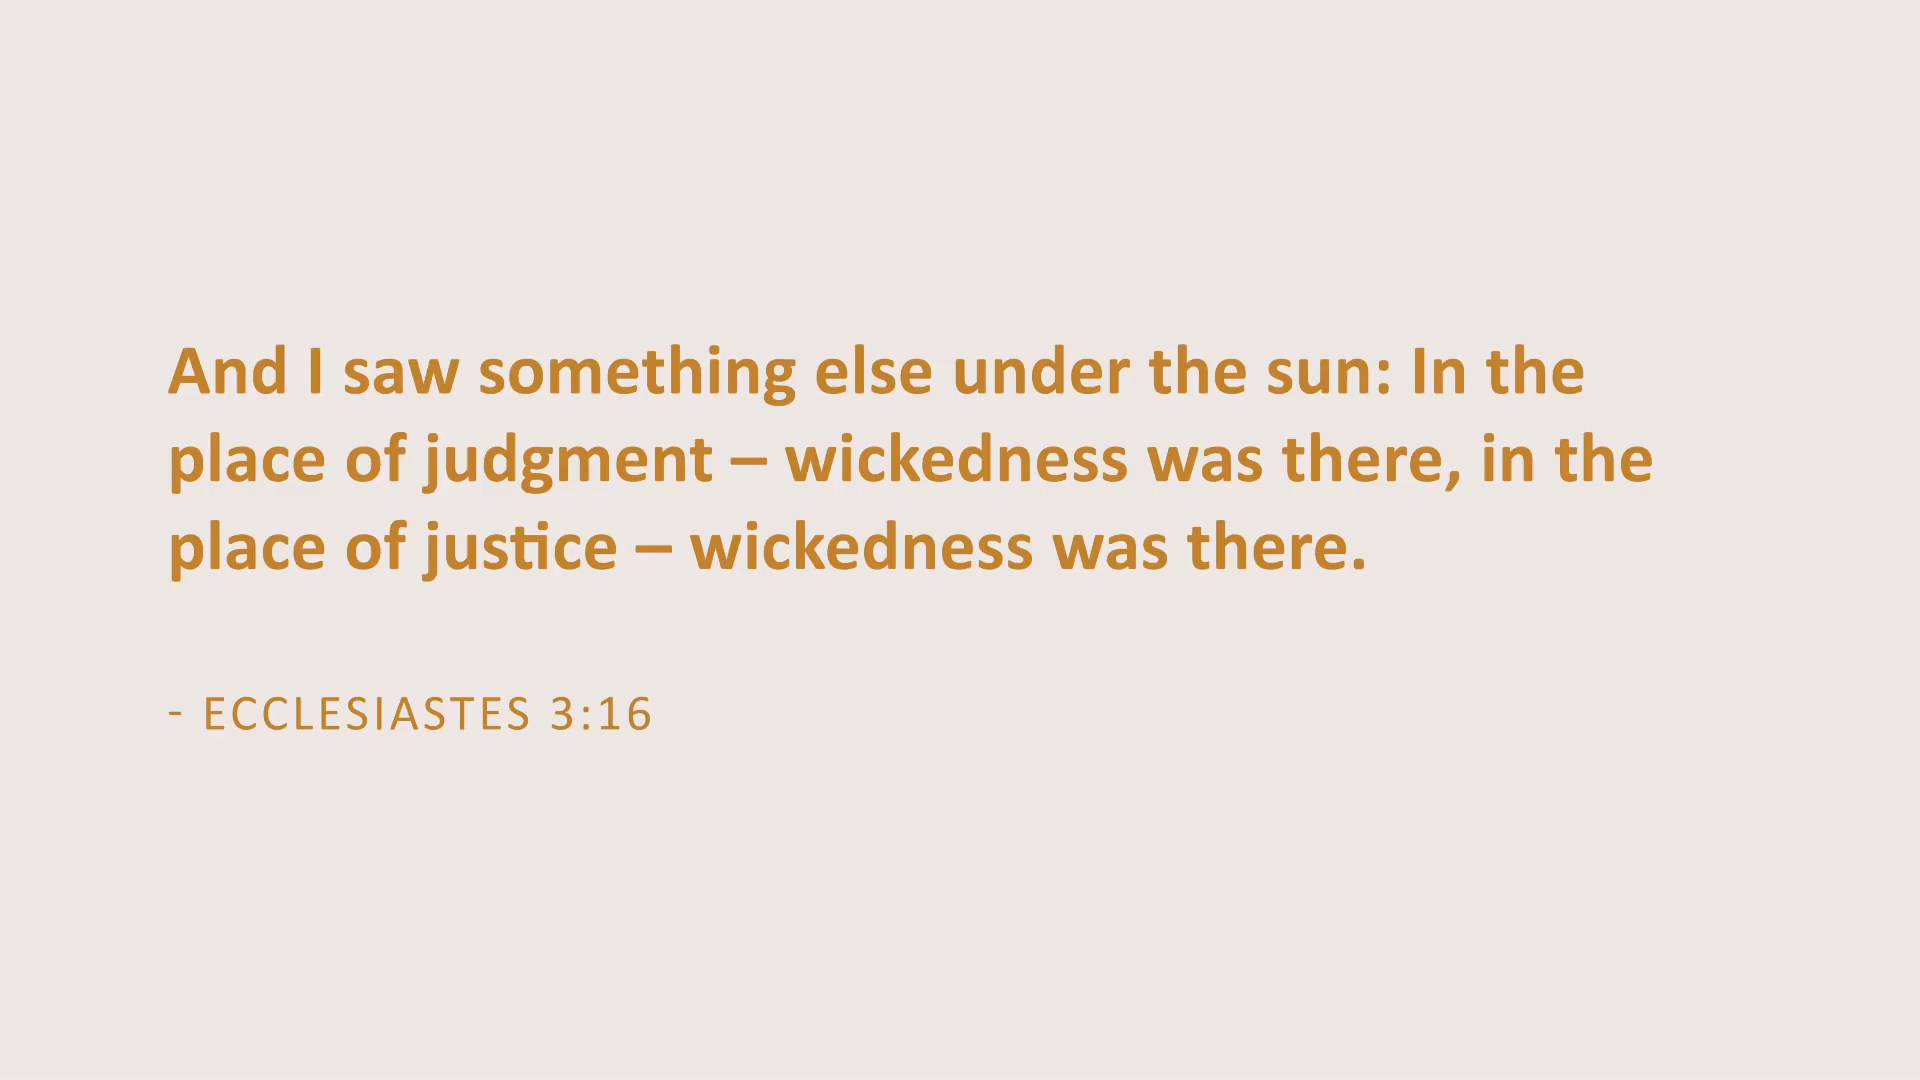 And I saw something else under the sun: In the
place of judgment – wickedness was there, in the
place of justice – wickedness was there.
- ECCLESIASTES 3:16